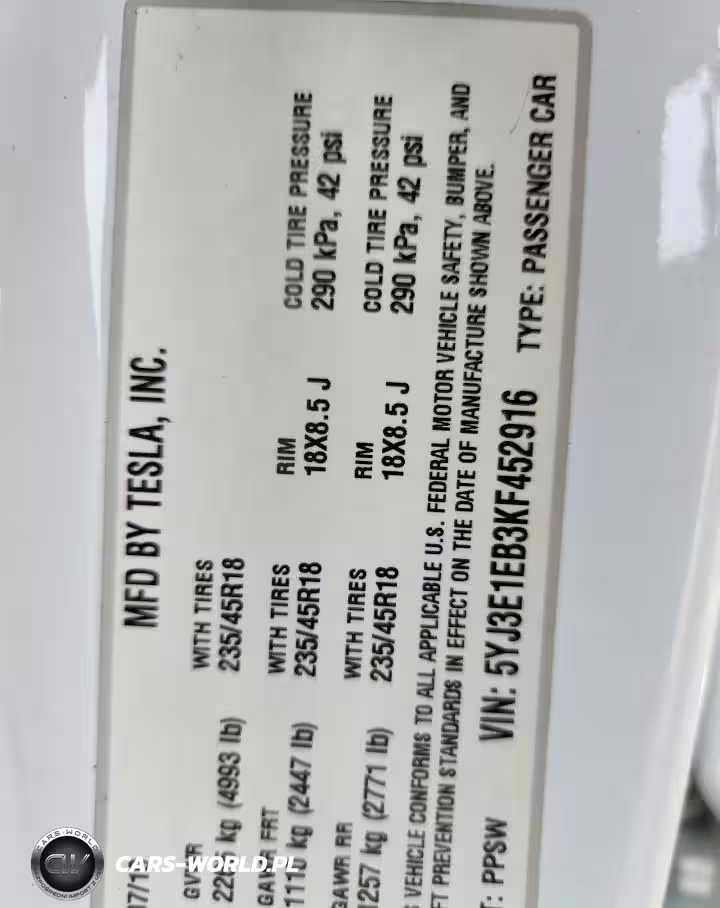 MFD BY TESLA, INC.
GVWR
kg (4993 lb)
WITH TIRES
235/45R18
GAWR FRT
1110 kg (2447 lb)
WITH TIRES
235/45R18
RIM
18X8.5 J
COLD TIRE PRESSURE
290 kPa, 42 psi
GAWR RR
1257 kg (2771 lb)
WITH TIRES
235/45R18
RIM
18X8.5 J
COLD TIRE PRESSURE
290 kPa, 42 psi
VEHICLE CONFORMS TO ALL APPLICABLE U.S. FEDERAL MOTOR VEHICLE SAFETY, BUMPER, AND
FT PREVENTION STANDARDS IN EFFECT ON THE DATE OF MANUFACTURE SHOWN ABOVE.
T: PPSW VIN: 5YJ3E1EB3KF452916 TYPE: PASSENGER CAR
CARS-WORLD
CW
CARS-WORLD.PL